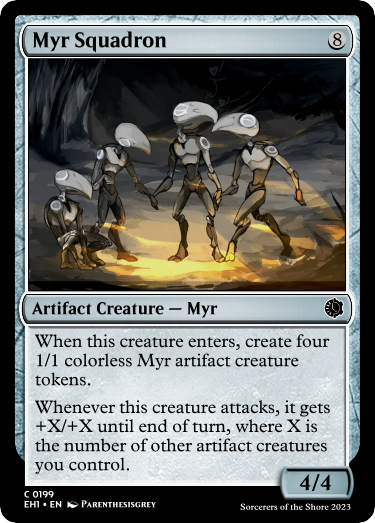 Myr Squadron 8
Artifact Creature — Myr
When this creature enters, create four
1/1 colorless Myr artifact creature
tokens.
Whenever this creature attacks, it gets
+X/+X until end of turn, where X is
the number of other artifact creatures
you control.
4/4
C 0199
EH1 • EN Parenthesisgrey
Sorcerers of the Shore 2023